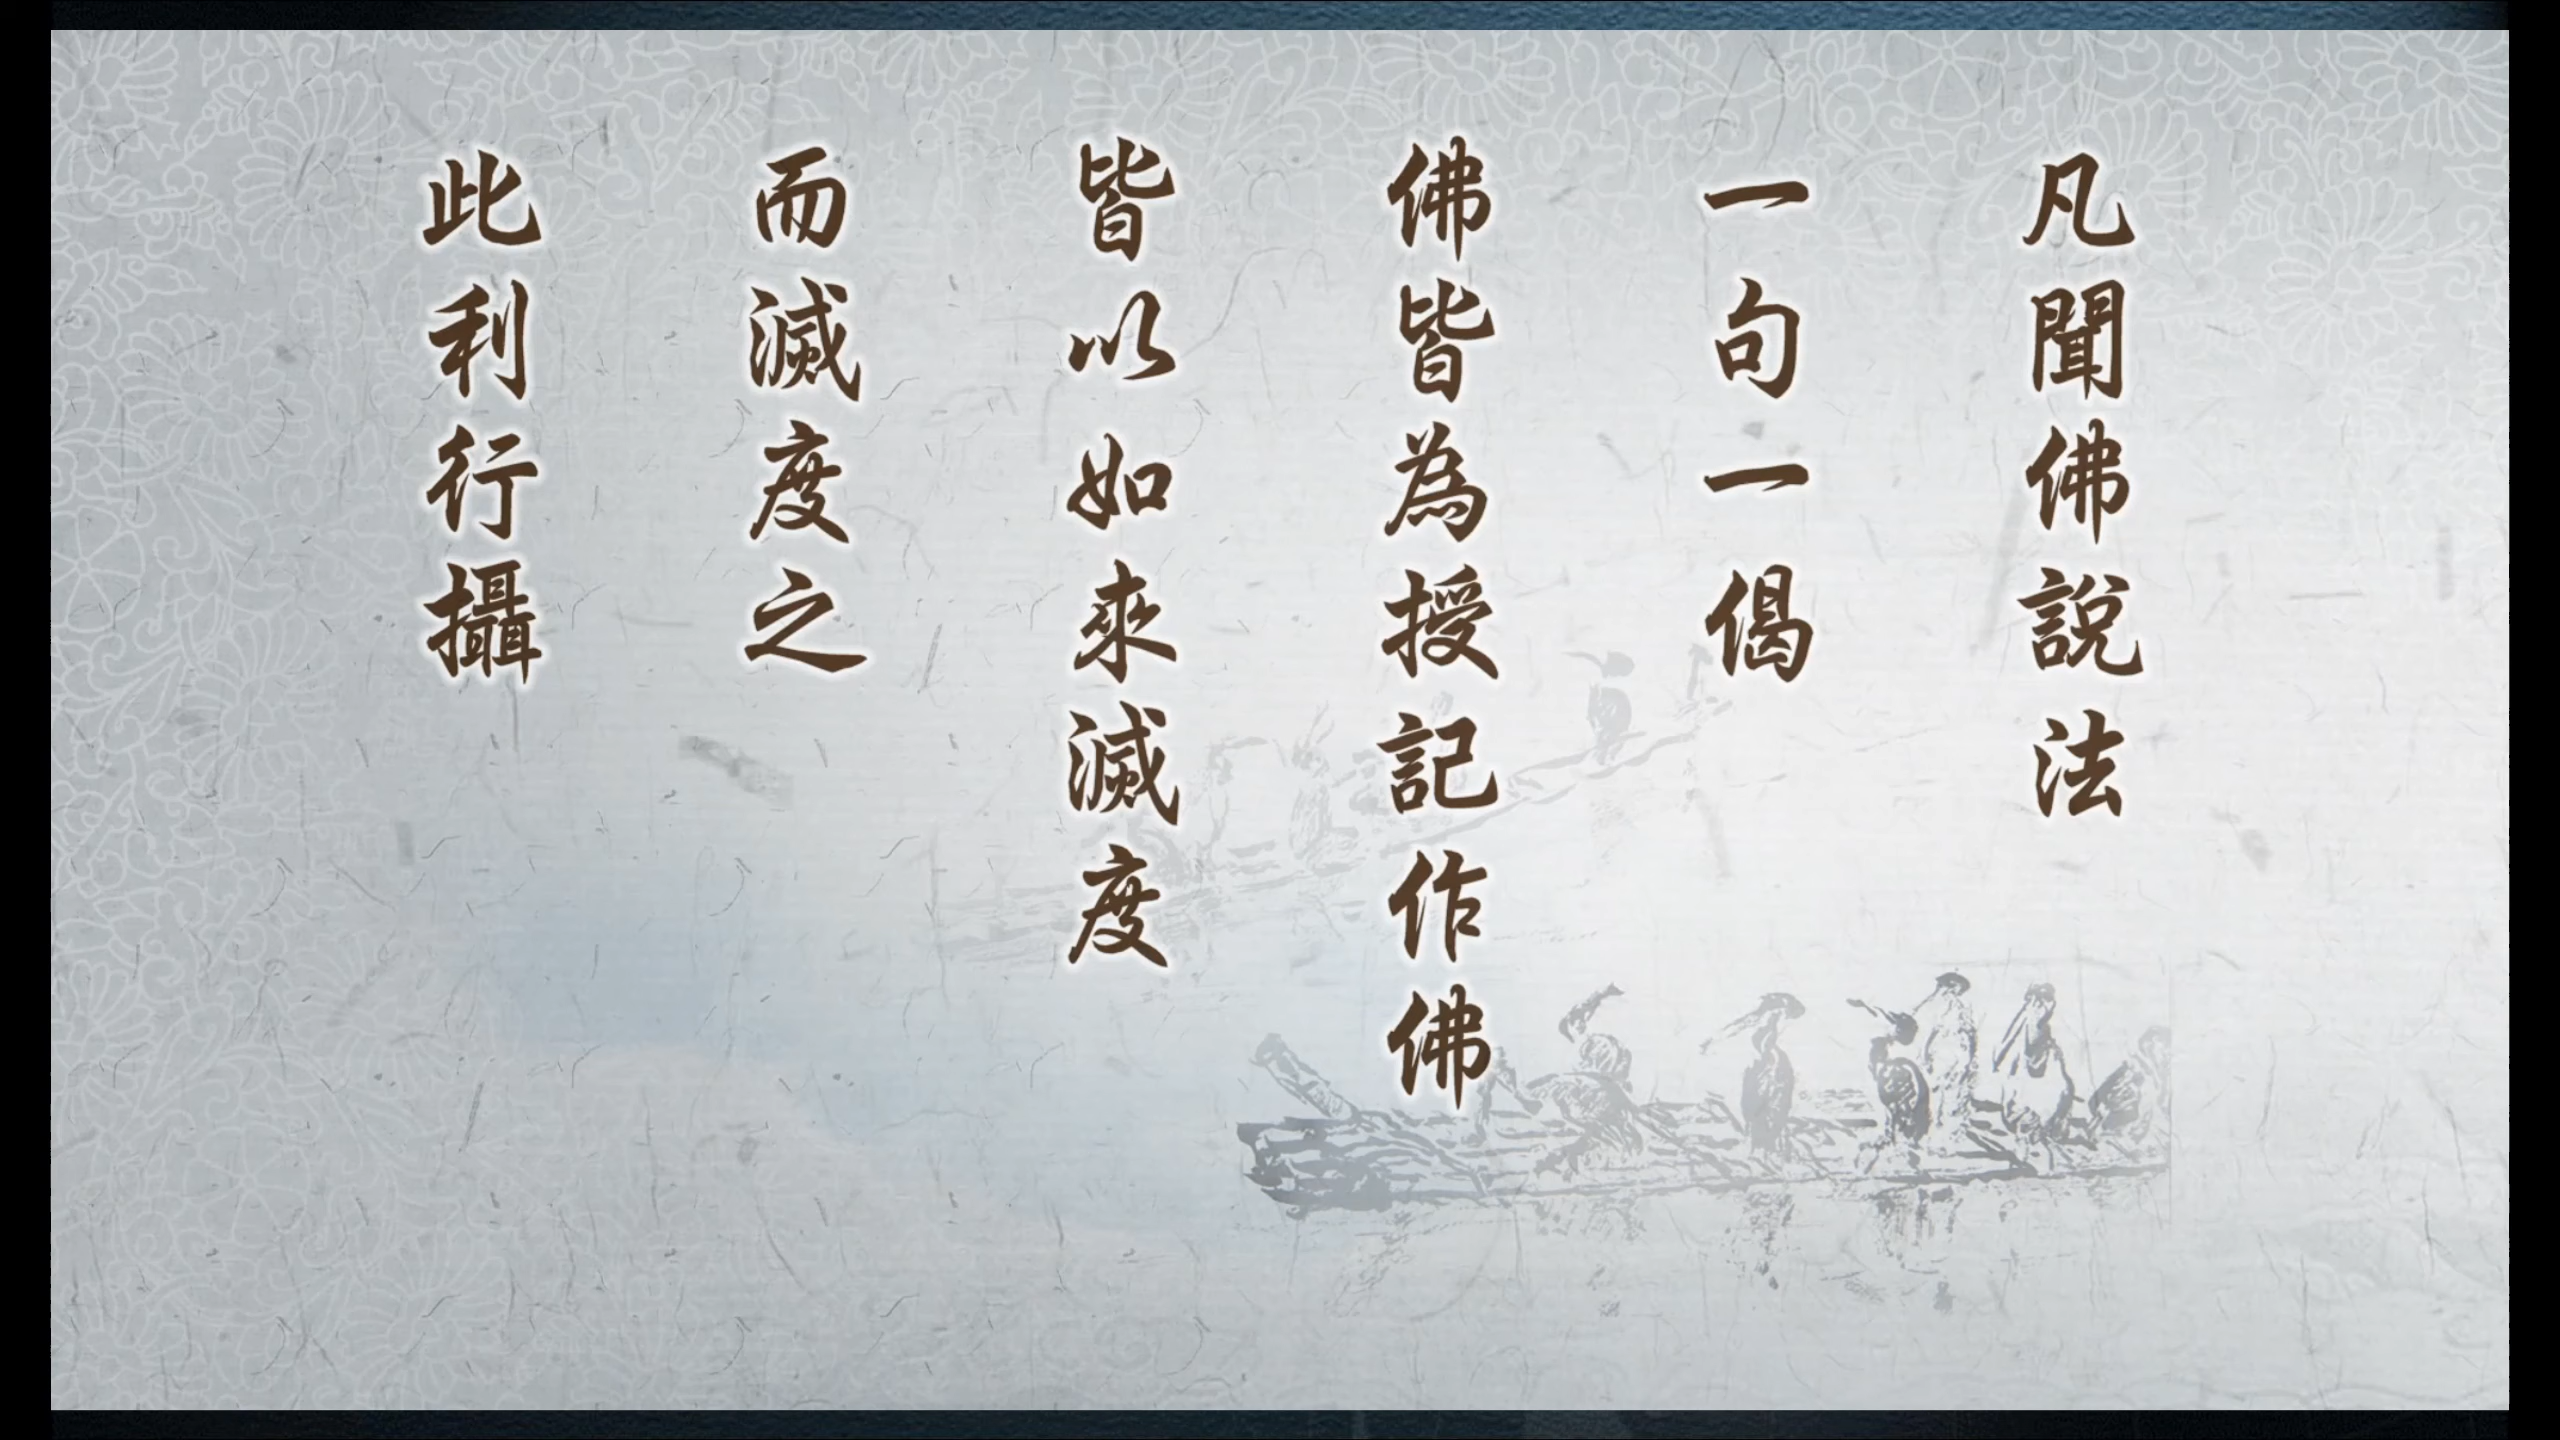 凡聞佛說法
一句一偈
佛皆為授記作佛
皆以如來滅度
而滅度之
此利行攝